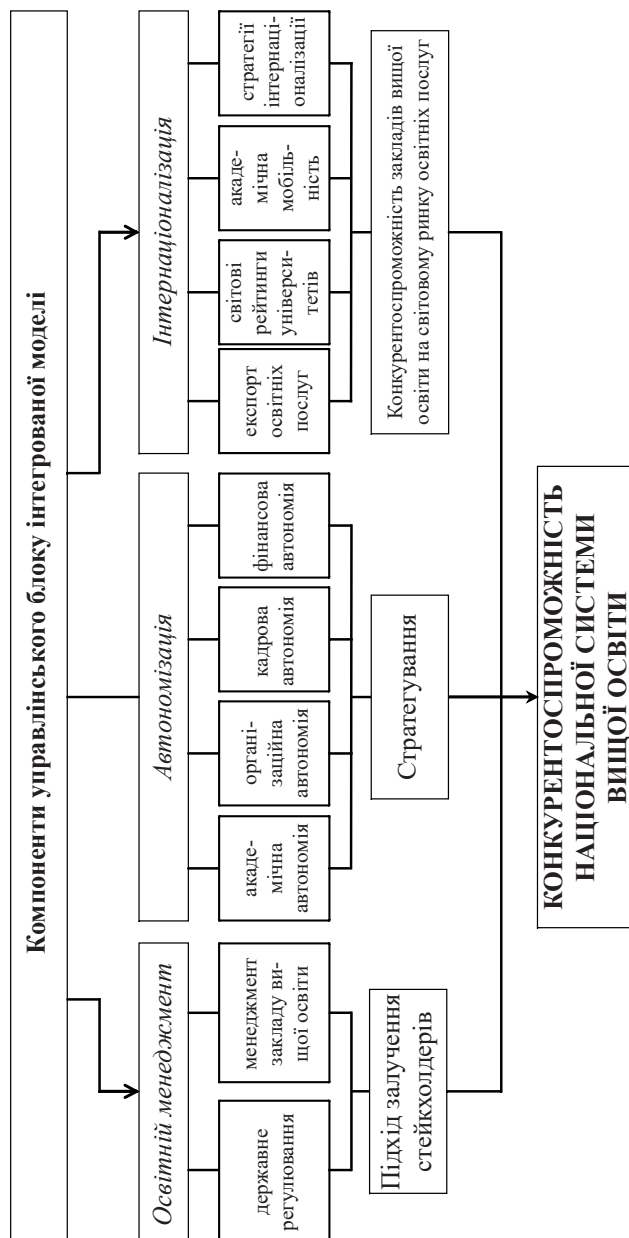 Компоненти управлінського блоку інтегрованої моделі
Освітній менеджмент
державне
регулювання
менеджмент
закладу ви-
щої освіти
Підхід залучення
стейкхолдерів
Автономізація
акаде-
мічна
автономія
органі-
заційна
автономія
кадрова
автономія
фінансова
автономія
Стратегування
Інтернаціоналізація
експорт
освітніх
послуг
світові
рейтинги
універси-
тетів
акаде-
мічна
мобіль-
ність
стратегії
інтернаці-
оналізації
Конкурентоспроможність закладів вищої
освіти на світовому ринку освітніх послуг
КОНКУРЕНТОСПРОМОЖНІСТЬ
НАЦІОНАЛЬНОЇ СИСТЕМИ
ВИЩОЇ ОСВІТИ